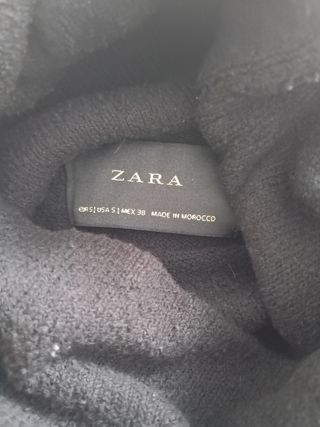 ZARA
EUR S | USA S | MEX 38 MADE IN MOROCCO